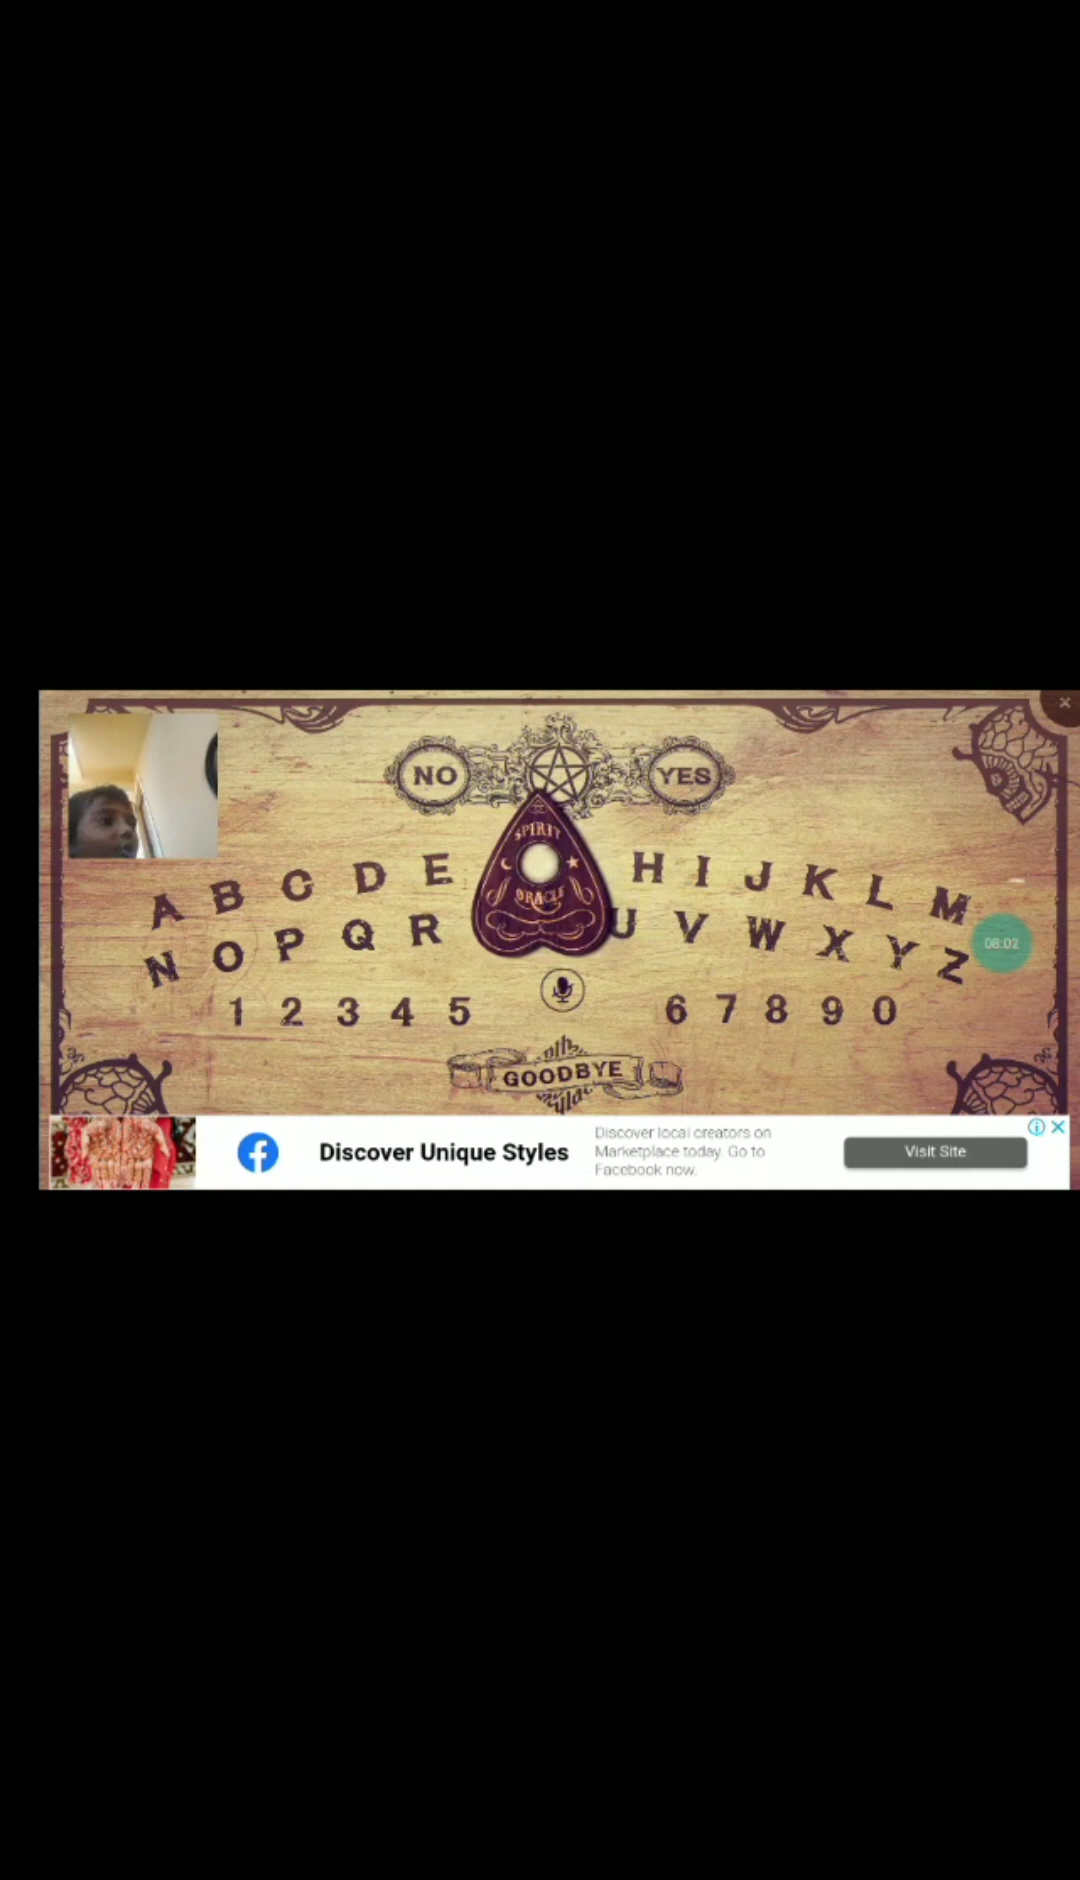 NO YES
SPIRIT
ORACLE
A B C D E H I J K L M
N O P Q R U V W X Y Z
08:02
1 2 3 4 5 6 7 8 9 0
GOODBYE
Discover Unique Styles
Discover local creators on
Marketplace today. Go to
Facebook now.
Visit Site